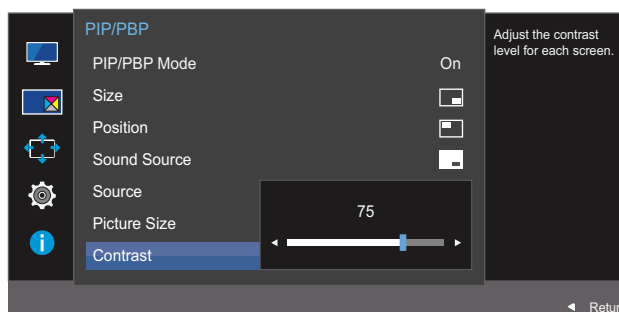 PIP/PBP
Adjust the contrast
level for each screen.
PIP/PBP Mode On
Size
Position
Sound Source
Source
Picture Size
75
Contrast
Retur